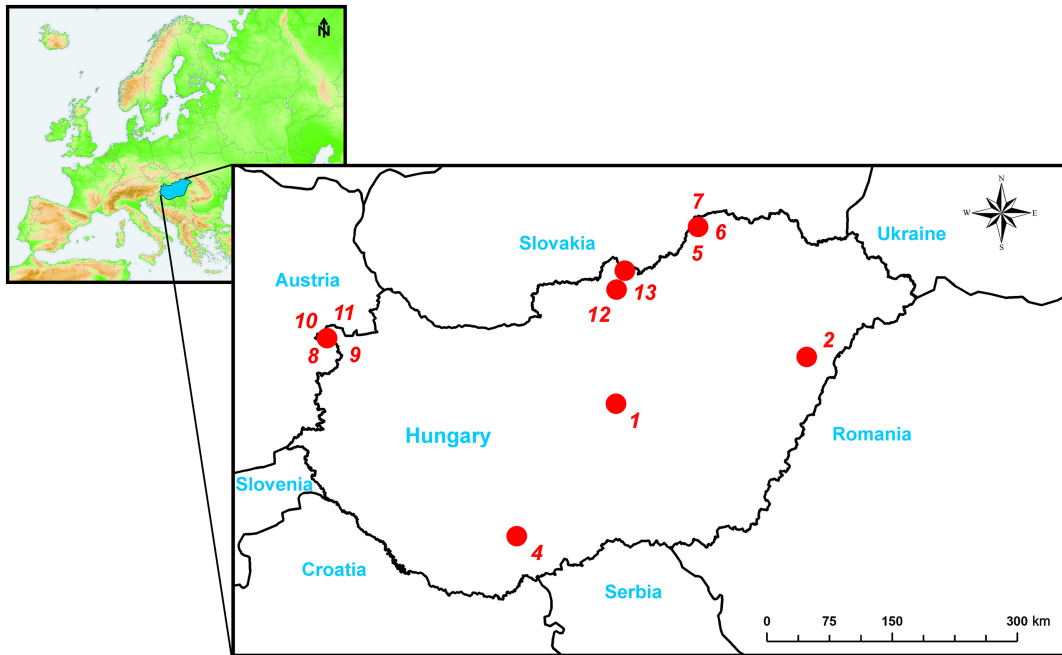 N
N
W E
S
7
6
5
Slovakia
Ukraine
Austria
13
12
11
10
8 9
2
1
Hungary
Romania
Slovenia
4
Croatia
Serbia
0 75 150 300 km